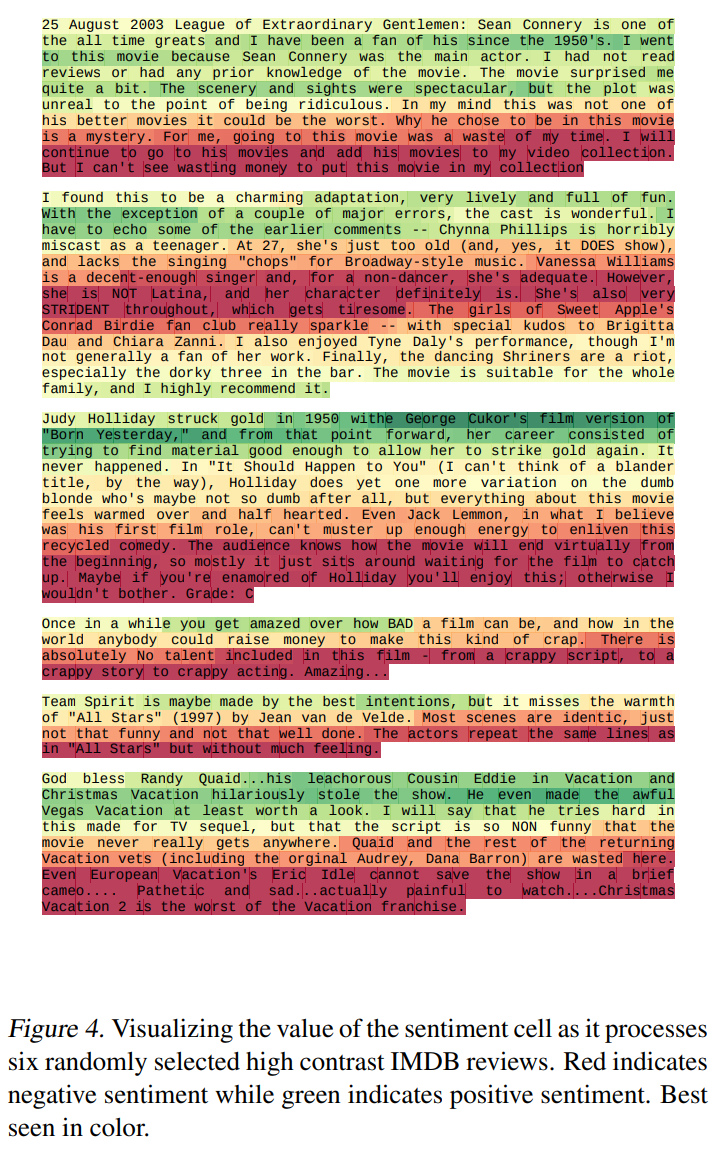 25 August 2003 League of Extraordinary Gentlemen: Sean Connery is one of
the all time greats and I have been a fan of his since the 1950's. I went
to this movie because Sean Connery was the main actor. I had not read
reviews or had any prior knowledge of the movie. The movie surprised me
quite a bit. The scenery and sights were spectacular, but the plot was
unreal to the point of being ridiculous. In my mind this was not one of
his better movies it could be the worst. Why he chose to be in this movie
is a mystery. For me, going to this movie was a waste of my time. I will
continue to go to his movies and add his movies to my video collection.
But I can't see wasting money to put this movie in my collection
I found this to be a charming adaptation, very lively and full of fun.
With the exception of a couple of major errors, the cast is wonderful. I
have to echo some of the earlier comments -- Chynna Phillips is horribly
miscast as a teenager. At 27, she's just too old (and, yes, it DOES show),
and lacks the singing "chops" for Broadway-style music. Vanessa Williams
is a decent-enough singer and, for a non-dancer, she's adequate. However,
she is NOT Latina, and her character definitely is. She's also very
STRIDENT throughout, which gets tiresome. The girls of Sweet Apple's
Conrad Birdie fan club really sparkle -- with special kudos to Brigitta
Dau and Chiara Zanni. I also enjoyed Tyne Daly's performance, though I'm
not generally a fan of her work. Finally, the dancing Shriners are a riot,
especially the dorky three in the bar. The movie is suitable for the whole
family, and I highly recommend it.
Judy Holliday struck gold in 1950 withe George Cukor's film version of
"Born Yesterday," and from that point forward, her career consisted of
trying to find material good enough to allow her to strike gold again. It
never happened. In "It Should Happen to You" (I can't think of a blander
title, by the way), Holliday does yet one more variation on the dumb
blonde who's maybe not so dumb after all, but everything about this movie
feels warmed over and half hearted. Even Jack Lemmon, in what I believe
was his first film role, can't muster up enough energy to enliven this
recycled comedy. The audience knows how the movie will end virtually from
the beginning, so mostly it just sits around waiting for the film to catch
up. Maybe if you're enamored of Holliday you'll enjoy this; otherwise I
wouldn't bother. Grade: C
Once in a while you get amazed over how BAD a film can be, and how in the
world anybody could raise money to make this kind of crap. There is
absolutely No talent included in this film - from a crappy script, to a
crappy story to crappy acting. Amazing...
Team Spirit is maybe made by the best intentions, but it misses the warmth
of "All Stars" (1997) by Jean van de Velde. Most scenes are identic, just
not that funny and not that well done. The actors repeat the same lines as
in "All Stars" but without much feeling.
God bless Randy Quaid...his leachorous Cousin Eddie in Vacation and
Christmas Vacation hilariously stole the show. He even made the awful
Vegas Vacation at least worth a look. I will say that he tries hard in
this made for TV sequel, but that the script is so NON funny that the
movie never really gets anywhere. Quaid and the rest of the returning
Vacation vets (including the orginal Audrey, Dana Barron) are wasted here.
Even European Vacation's Eric Idle cannot save the show in a brief
cameo.... Pathetic and sad...actually painful to watch....Christmas
Vacation 2 is the worst of the Vacation franchise.
Figure 4. Visualizing the value of the sentiment cell as it processes
six randomly selected high contrast IMDB reviews. Red indicates
negative sentiment while green indicates positive sentiment. Best
seen in color.